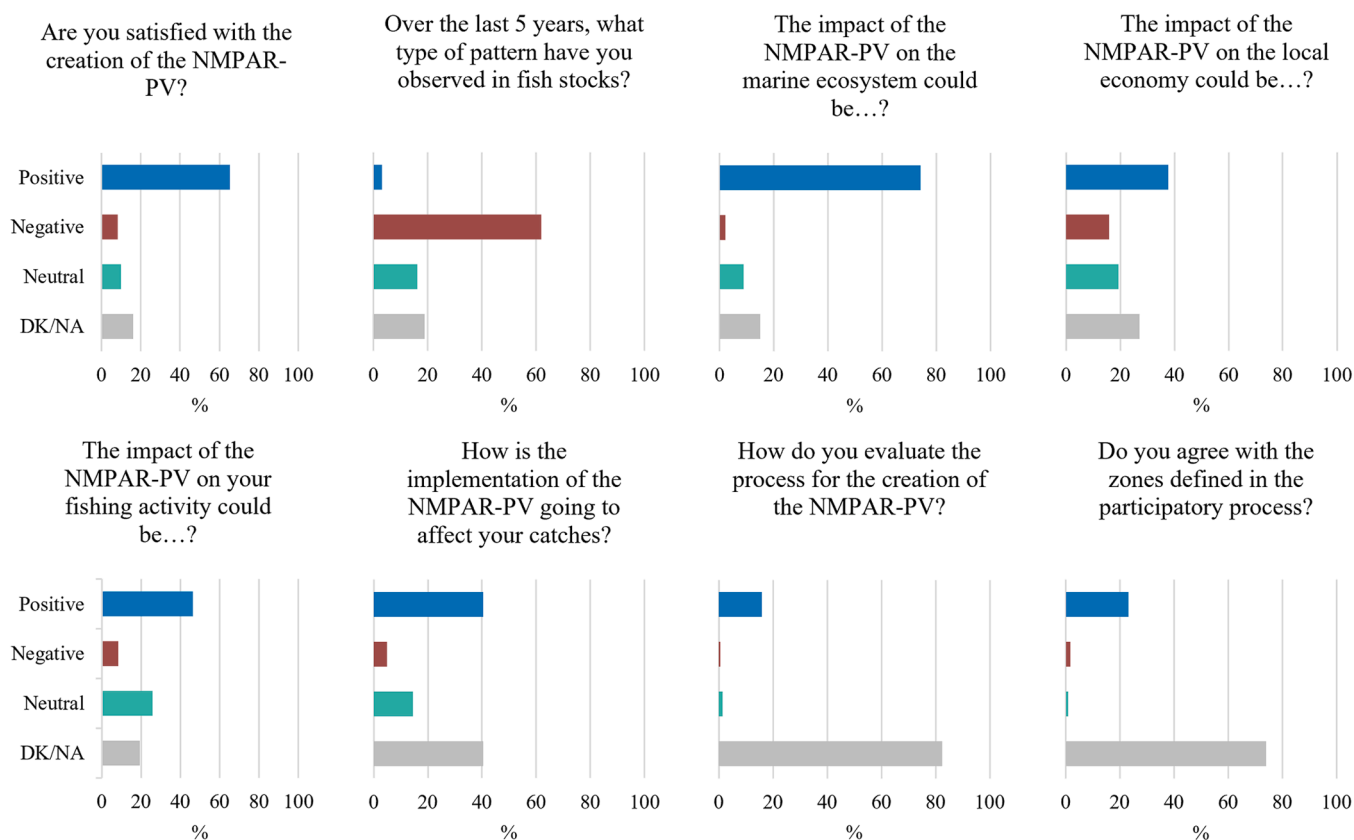 Are you satisfied with the
creation of the NMPAR-
PV?
Over the last 5 years, what
type of pattern have you
observed in fish stocks?
The impact of the
NMPAR-PV on the
marine ecosystem could
be…?
The impact of the
NMPAR-PV on the local
economy could be…?
Positive
Negative
Neutral
DK/NA
0 20 40 60 80 100
%
0 20 40 60 80 100
%
0 20 40 60 80 100
%
0 20 40 60 80 100
%
The impact of the
NMPAR-PV on your
fishing activity could
be…?
How is the
implementation of the
NMPAR-PV going to
affect your catches?
How do you evaluate the
process for the creation of
the NMPAR-PV?
Do you agree with the
zones defined in the
participatory process?
Positive
Negative
Neutral
DK/NA
0 20 40 60 80 100
%
0 20 40 60 80 100
%
0 20 40 60 80 100
%
0 20 40 60 80 100
%